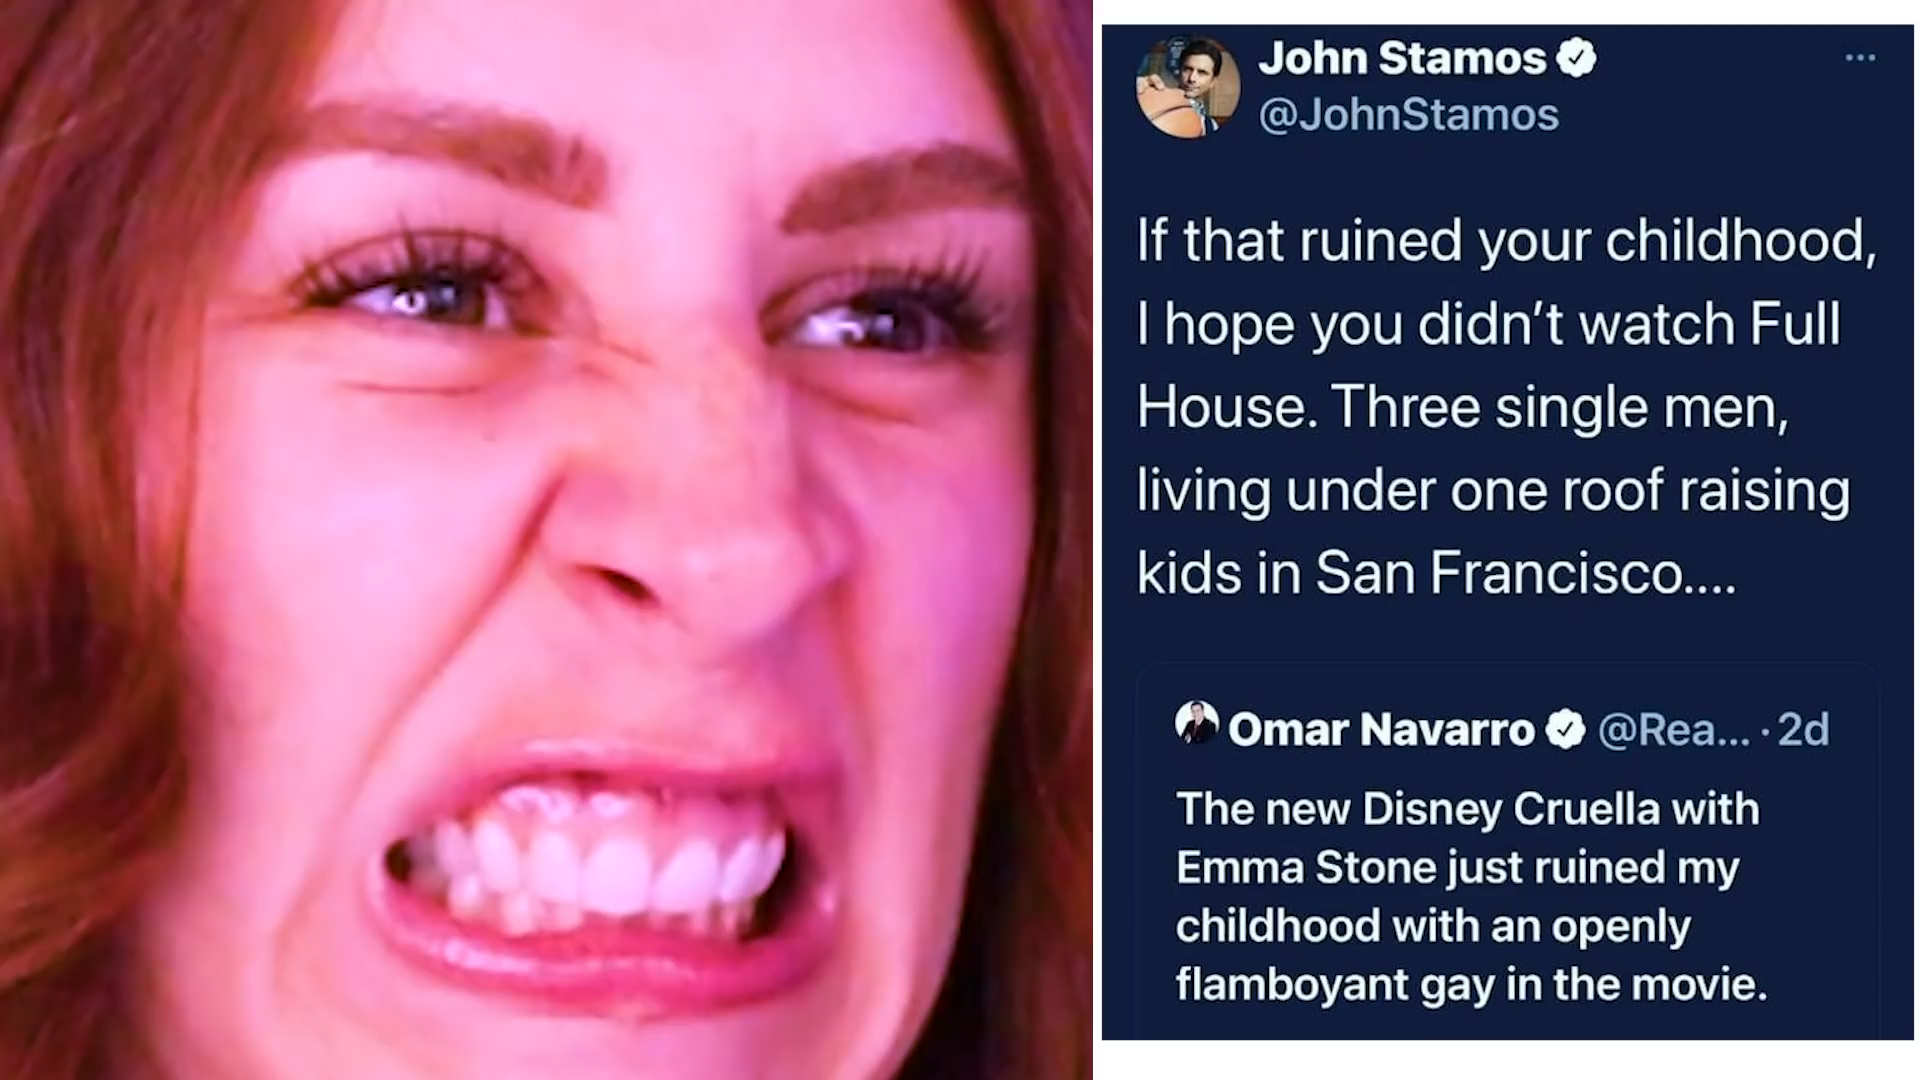 John Stamos
@JohnStamos
If that ruined your childhood,
I hope you didn’t watch Full
House. Three single men,
living under one roof raising
kids in San Francisco....
Omar Navarro @Rea... · 2d
The new Disney Cruella with
Emma Stone just ruined my
childhood with an openly
flamboyant gay in the movie.